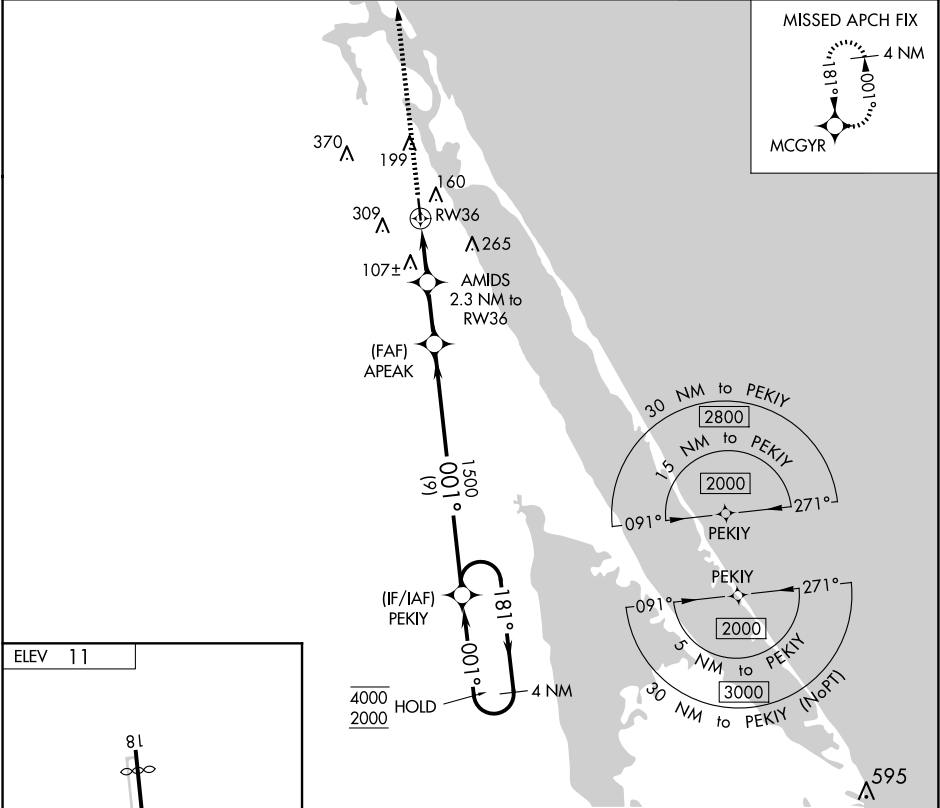 MISSED APCH FIX
4 NM
181°
001°
MCGYR
370
199
160
309
RW36
265
107±
AMIDS
2.3 NM to
RW36
(FAF)
APEAK
1500
001°
(9)
30 NM to PEKIY
2800
15 NM to PEKIY
2000
091°
271°
PEKIY
(IF/IAF)
PEKIY
181°
001°
4 NM
4000
2000
HOLD
PEKIY
091°
271°
2000
5 NM to PEKIY
3000
30 NM to PEKIY (NoPT)
595
ELEV 11
18